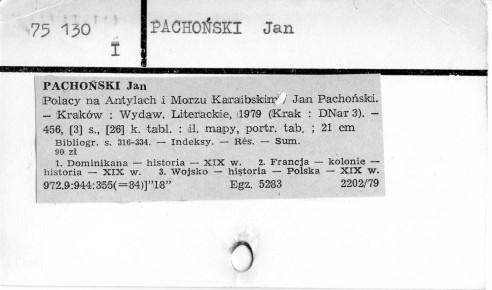 75 130
I
PACHOŃSKI Jan
PACHOŃSKI Jan
Polacy na Antylach i Morzu Karaibskim / Jan Pachoński.
– Kraków : Wydaw. Literackie, 1979 (Krak : DNar 3). –
456, [3] s., [26] k. tabl. : il. mapy, portr. tab. ; 21 cm
Bibliogr. s. 316-334. – Indeksy. – Rés. – Sum.
90 zł
1. Dominikana – historia – XIX w. 2. Francja – kolonie –
historia – XIX w. 3. Wojsko – historia – Polska – XIX w.
972.9:944:355(=84)]"18" Egz. 5283 2202/79